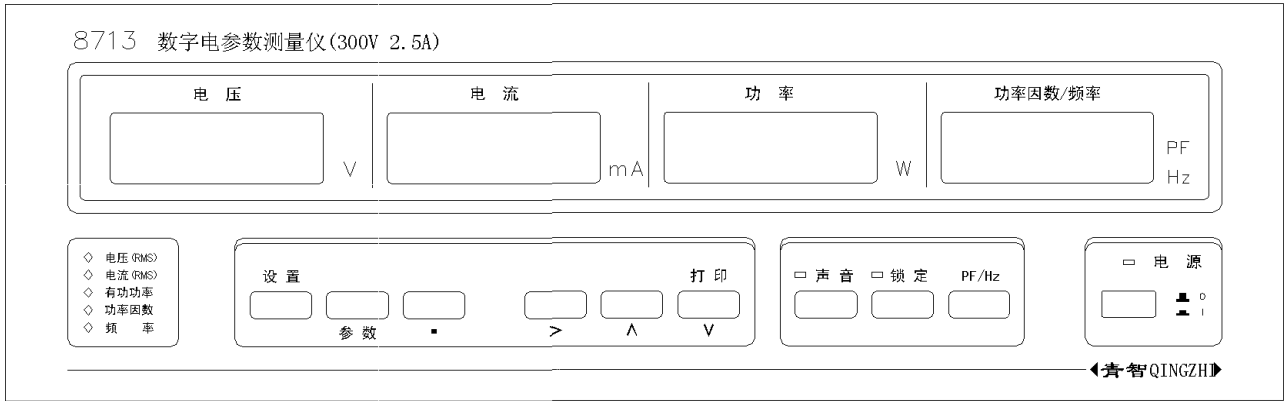 8713 数字电参数测量仪(300V 2.5A)
电 压 电 流 功 率 功率因数/频率
V mA W PF
Hz
电压(RMS)
电流(RMS)
有功功率
功率因数
频 率
设 置 打 印
参 数 ▪ > ∧ ∨
声 音 锁 定 PF/Hz
电 源
O
I
青智QINGZHI